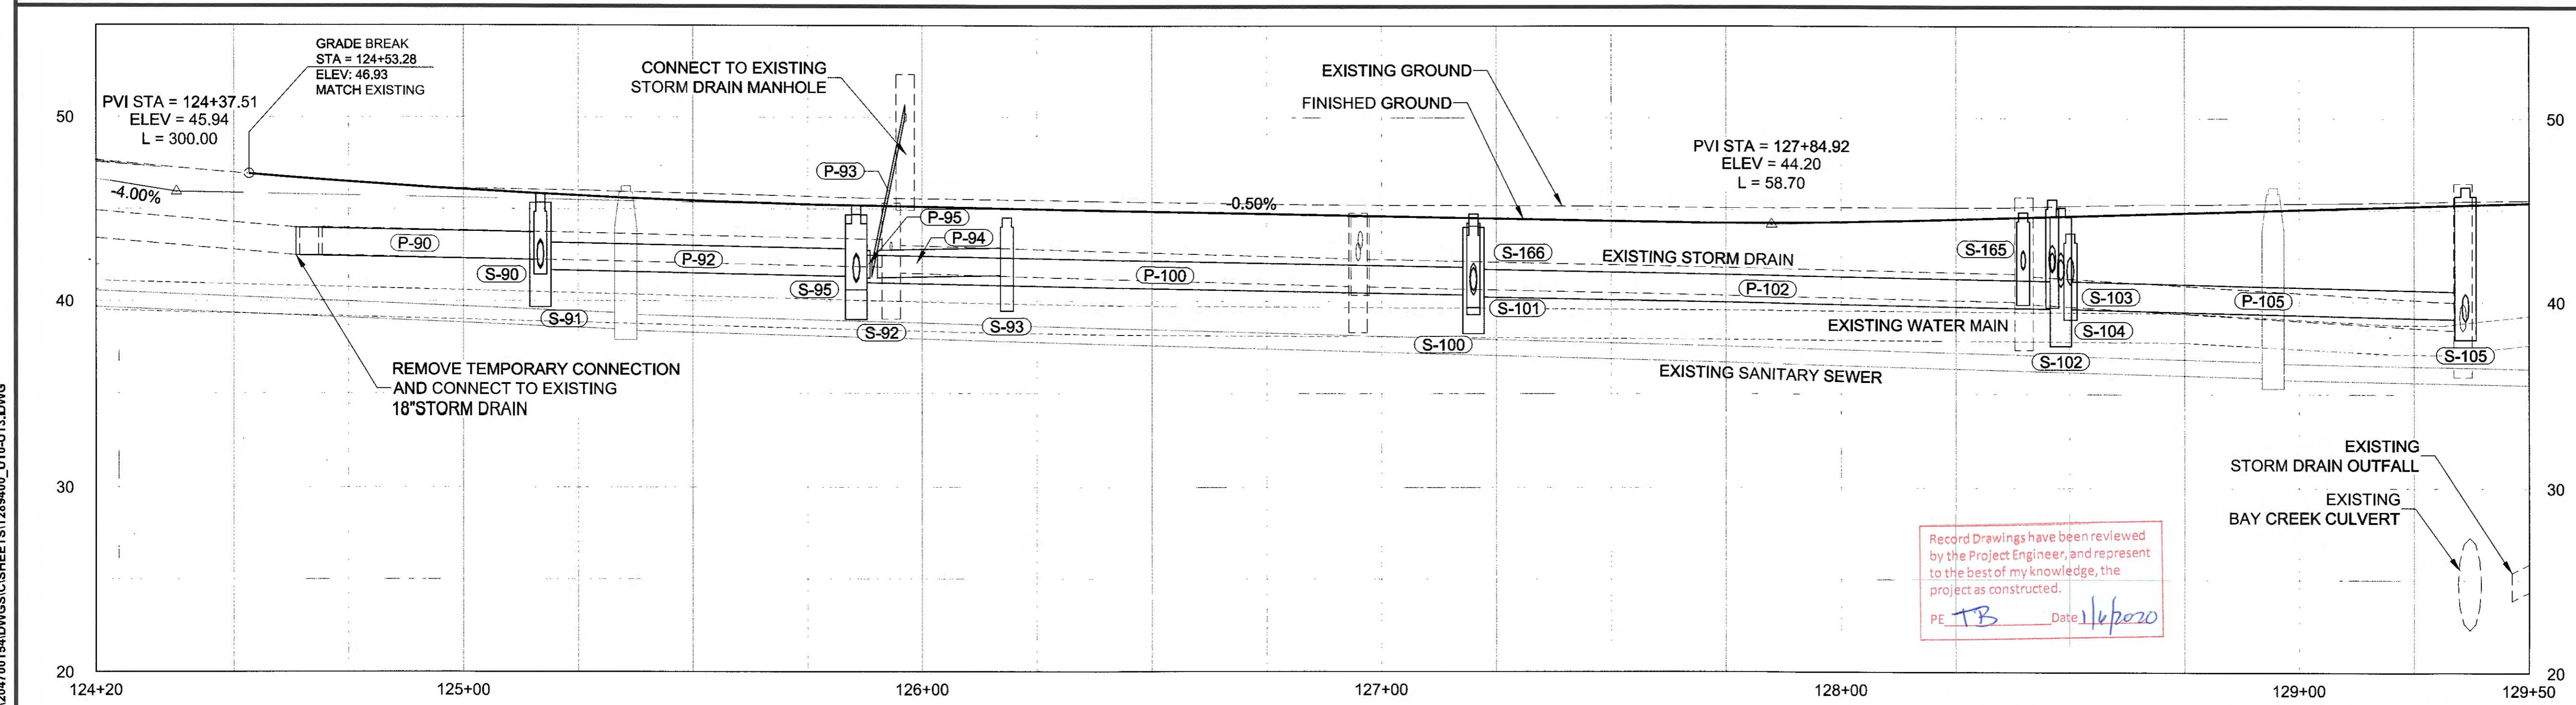 GRADE BREAK
STA = 124+53.28
ELEV: 46.93
MATCH EXISTING
PVI STA = 124+37.51
ELEV = 45.94
L = 300.00
CONNECT TO EXISTING
STORM DRAIN MANHOLE
EXISTING GROUND
FINISHED GROUND
PVI STA = 127+84.92
ELEV = 44.20
L = 58.70
50
50
-4.00%
-0.50%
P-93
P-95
P-94
P-90
P-92
P-100
S-90
S-95
S-91
S-92
S-93
S-166
EXISTING STORM DRAIN
S-165
P-102
S-101
S-103
P-105
S-104
EXISTING WATER MAIN
S-100
S-102
S-105
EXISTING SANITARY SEWER
40
40
REMOVE TEMPORARY CONNECTION
AND CONNECT TO EXISTING
18"STORM DRAIN
EXISTING
STORM DRAIN OUTFALL
EXISTING
BAY CREEK CULVERT
30
30
Record Drawings have been reviewed
by the Project Engineer, and represent
to the best of my knowledge, the
project as constructed.
PE TB Date 1/6/2020
20
20
124+20
125+00
126+00
127+00
128+00
129+00
129+50